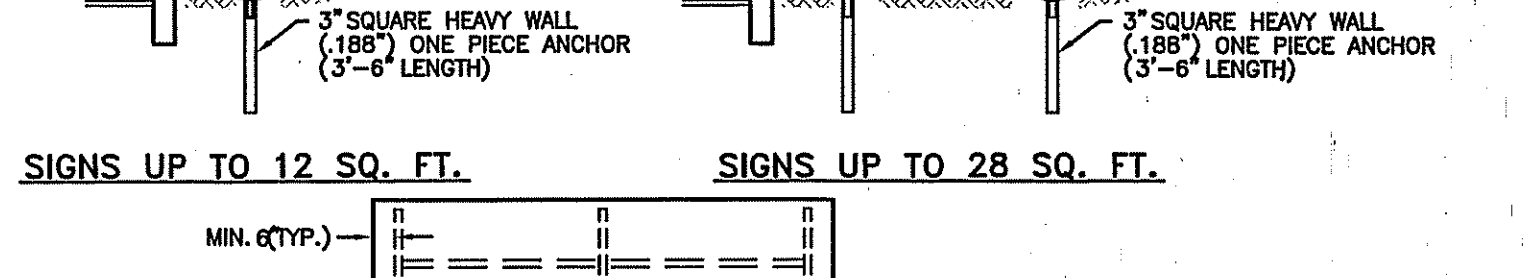 3" SQUARE HEAVY WALL
(.188") ONE PIECE ANCHOR
(3'-6" LENGTH)
3" SQUARE HEAVY WALL
(.188") ONE PIECE ANCHOR
(3'-6" LENGTH)
SIGNS UP TO 12 SQ. FT.
SIGNS UP TO 28 SQ. FT.
MIN. 6(TYP.)